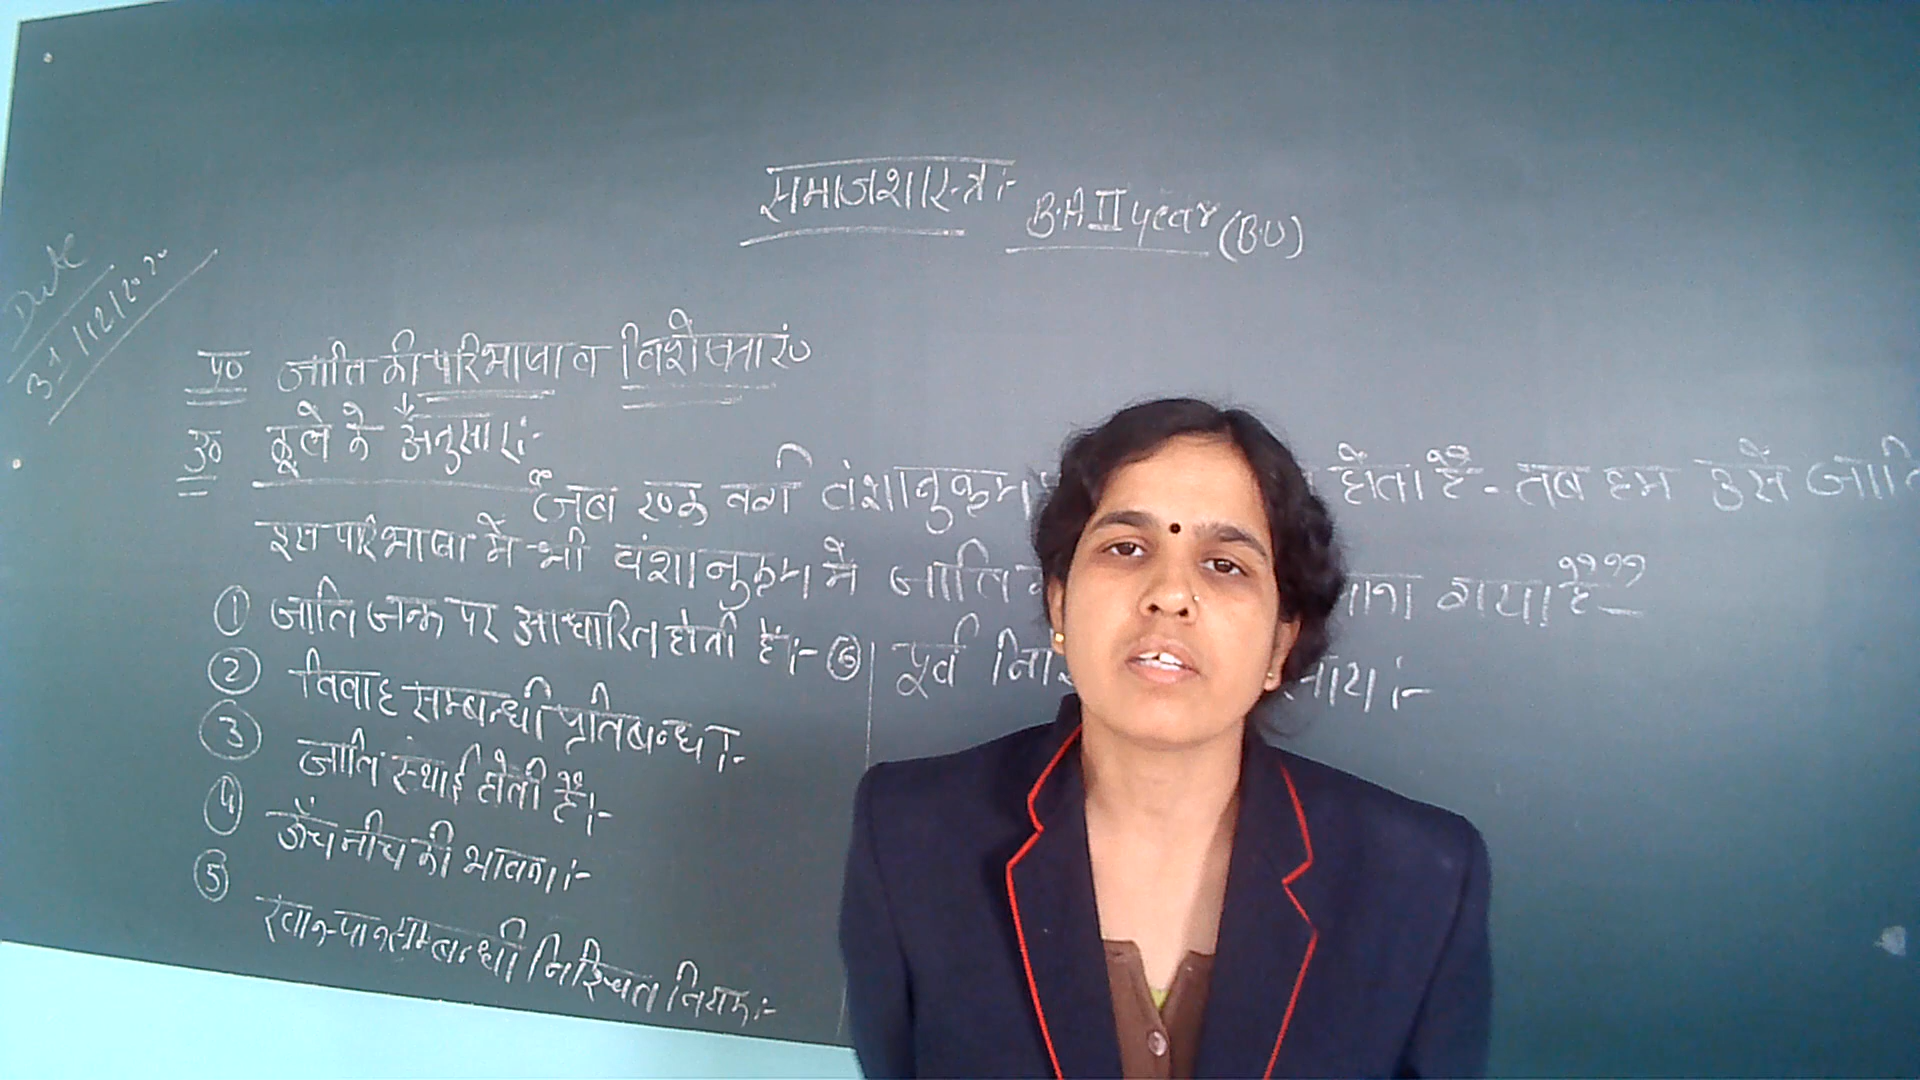 समाजशास्त्र:-
B.A II year (B.U)
Date
31/12/2020
प्र० जाति की परिभाषा व विशेषताएं०
उ० कूले के अनुसार:-
"जब एक वर्ग वंशानुक्रम होता है - तब हम उसे जाति
इस परिभाषा में भी वंशानुक्रम में जाति माना गया है" -
① जाति जन्म पर आधारित होती है।:-
② विवाह सम्बन्धी प्रतिबन्ध।:-
③ जाति स्थाई होती है।:-
④ ऊँच नीच की भावना:-
⑤ खान-पान सम्बन्धी निश्चित नियम:-
⑥ पूर्व